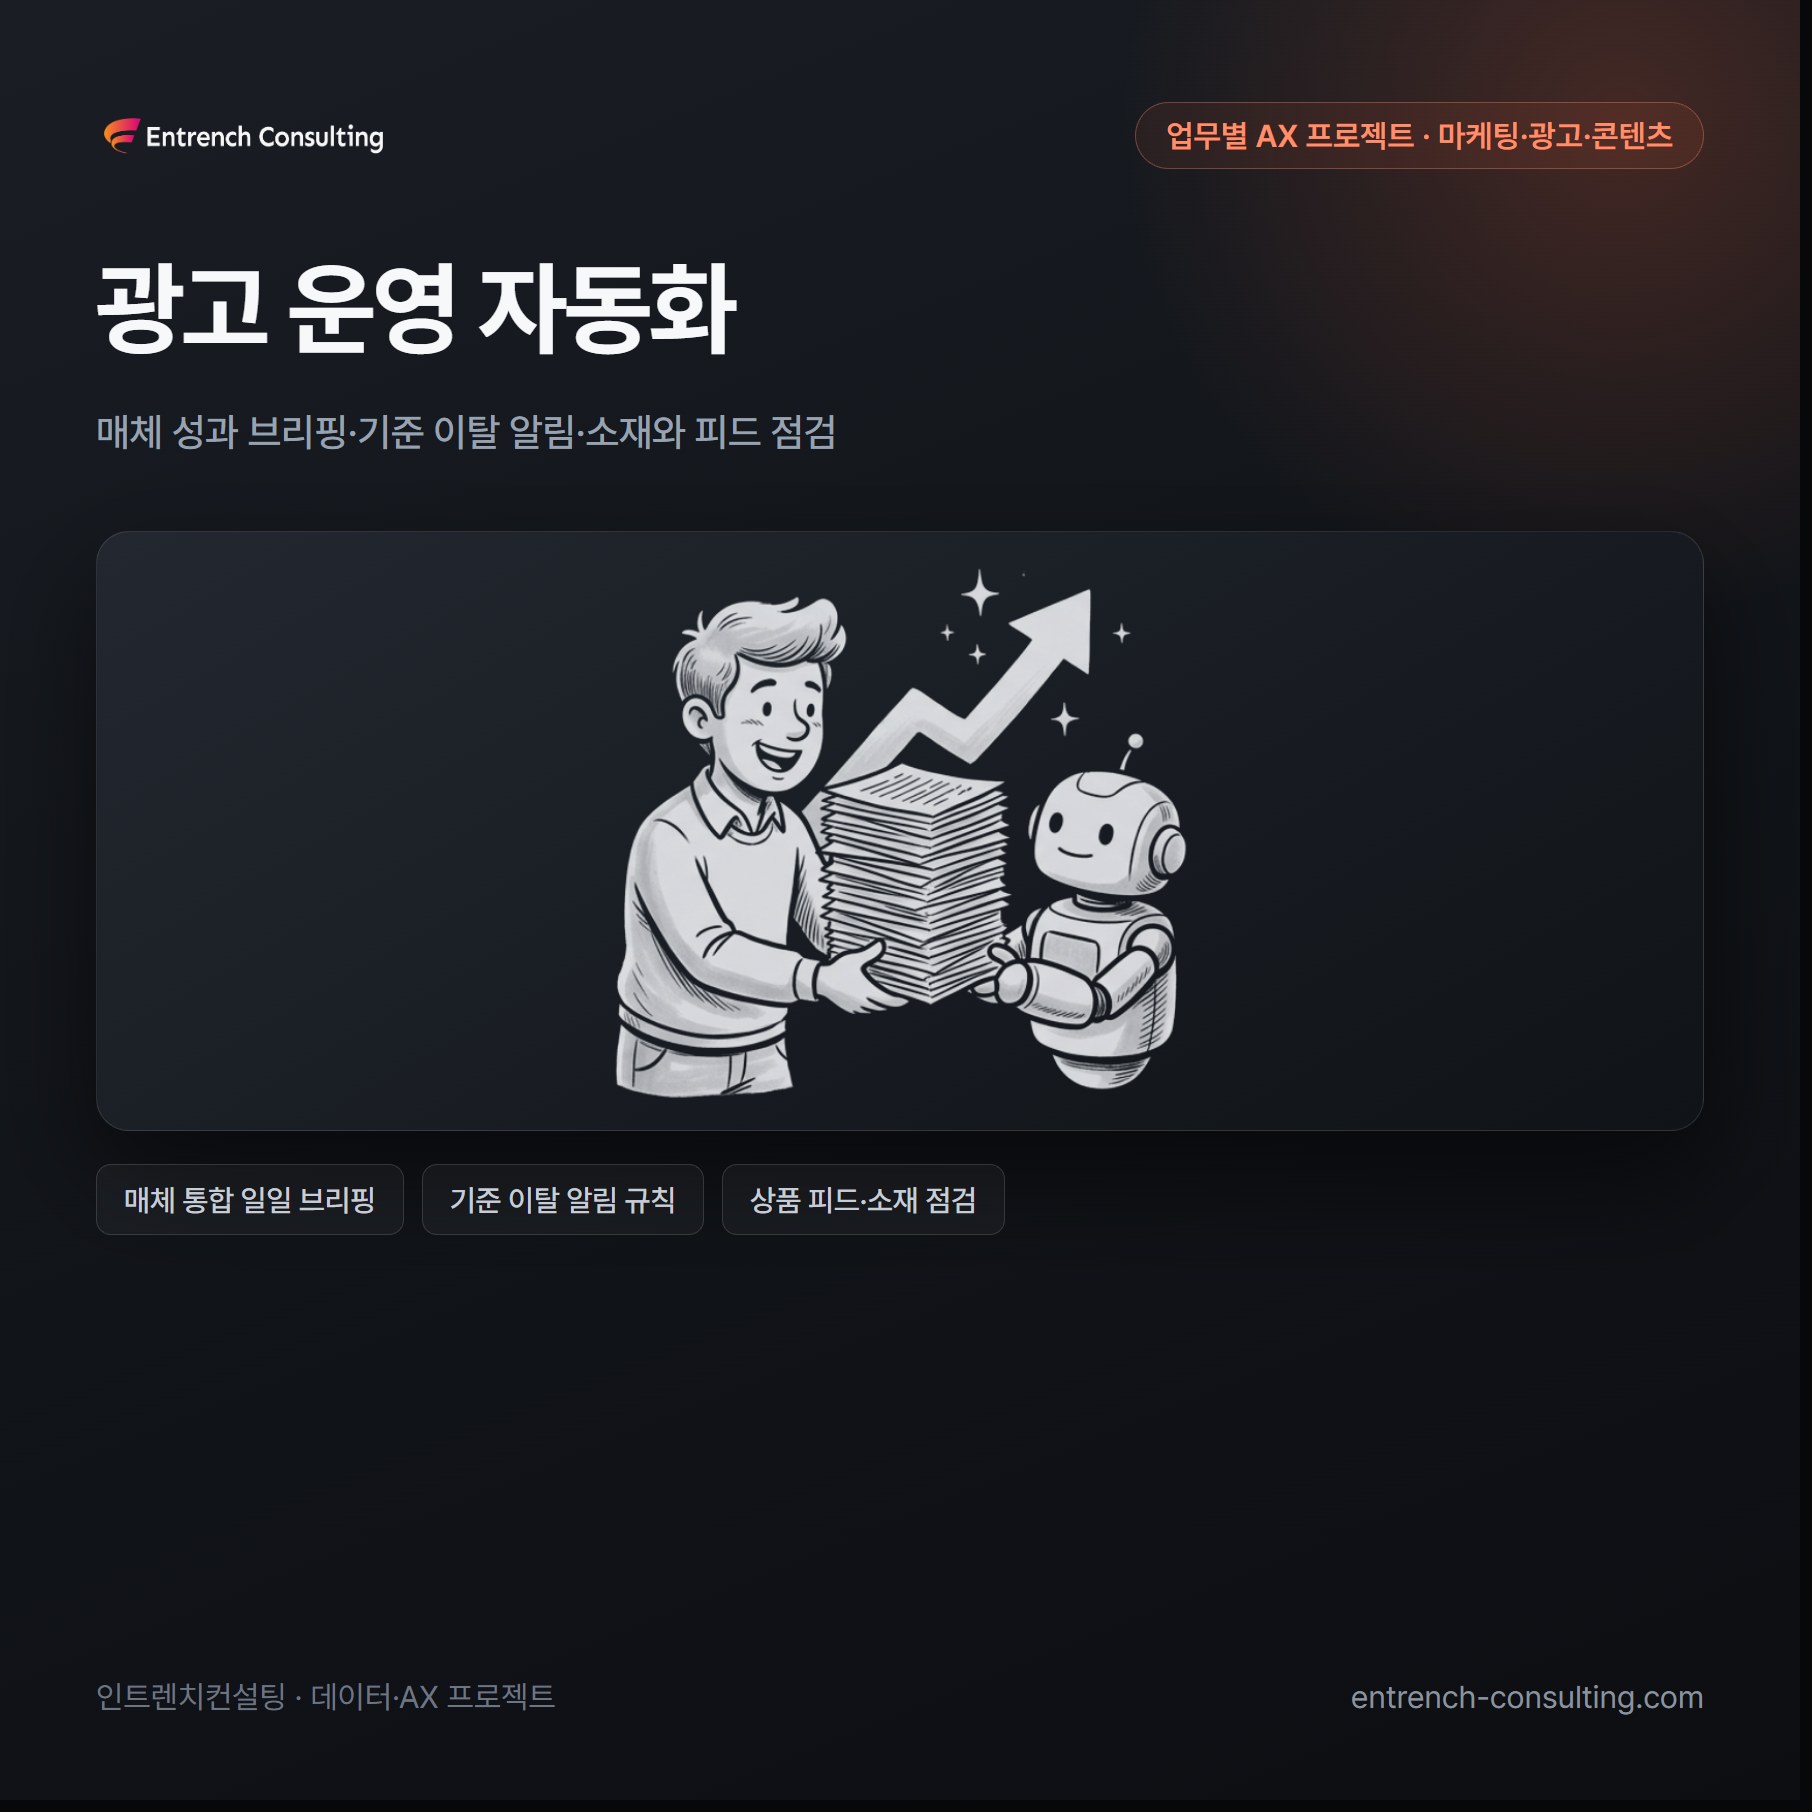 Entrench Consulting
업무별 AX 프로젝트 · 마케팅·광고·콘텐츠
광고 운영 자동화
매체 성과 브리핑·기준 이탈 알림·소재와 피드 점검
매체 통합 일일 브리핑
기준 이탈 알림 규칙
상품 피드·소재 점검
인트렌치컨설팅 · 데이터·AX 프로젝트
entrench-consulting.com